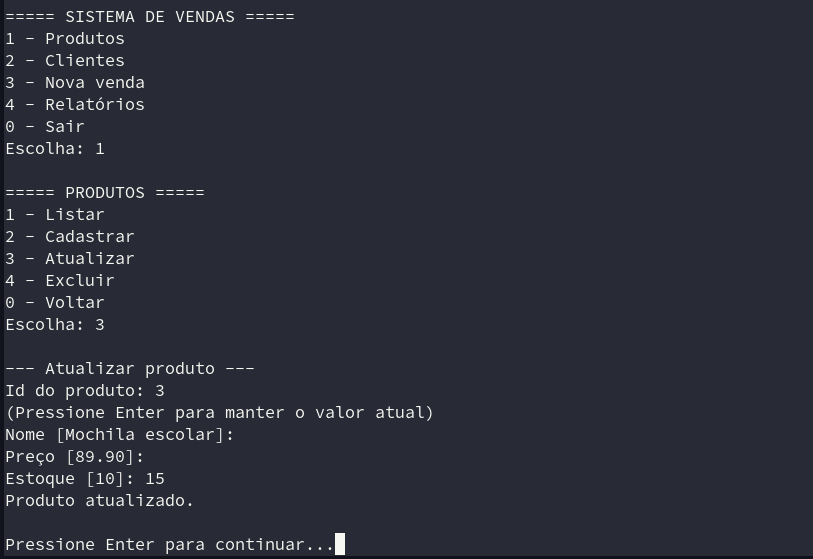 ===== SISTEMA DE VENDAS =====
1 - Produtos
2 - Clientes
3 - Nova venda
4 - Relatórios
0 - Sair
Escolha: 1

===== PRODUTOS =====
1 - Listar
2 - Cadastrar
3 - Atualizar
4 - Excluir
0 - Voltar
Escolha: 3

--- Atualizar produto ---
Id do produto: 3
(Pressione Enter para manter o valor atual)
Nome [Mochila escolar]:
Preço [89.90]:
Estoque [10]: 15
Produto atualizado.

Pressione Enter para continuar...